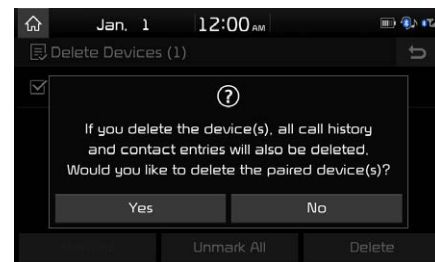 Jan. 1 12:00 AM
Delete Devices (1)
If you delete the device(s), all call history
and contact entries will also be deleted.
Would you like to delete the paired device(s)?
Yes No
Unmark All Delete